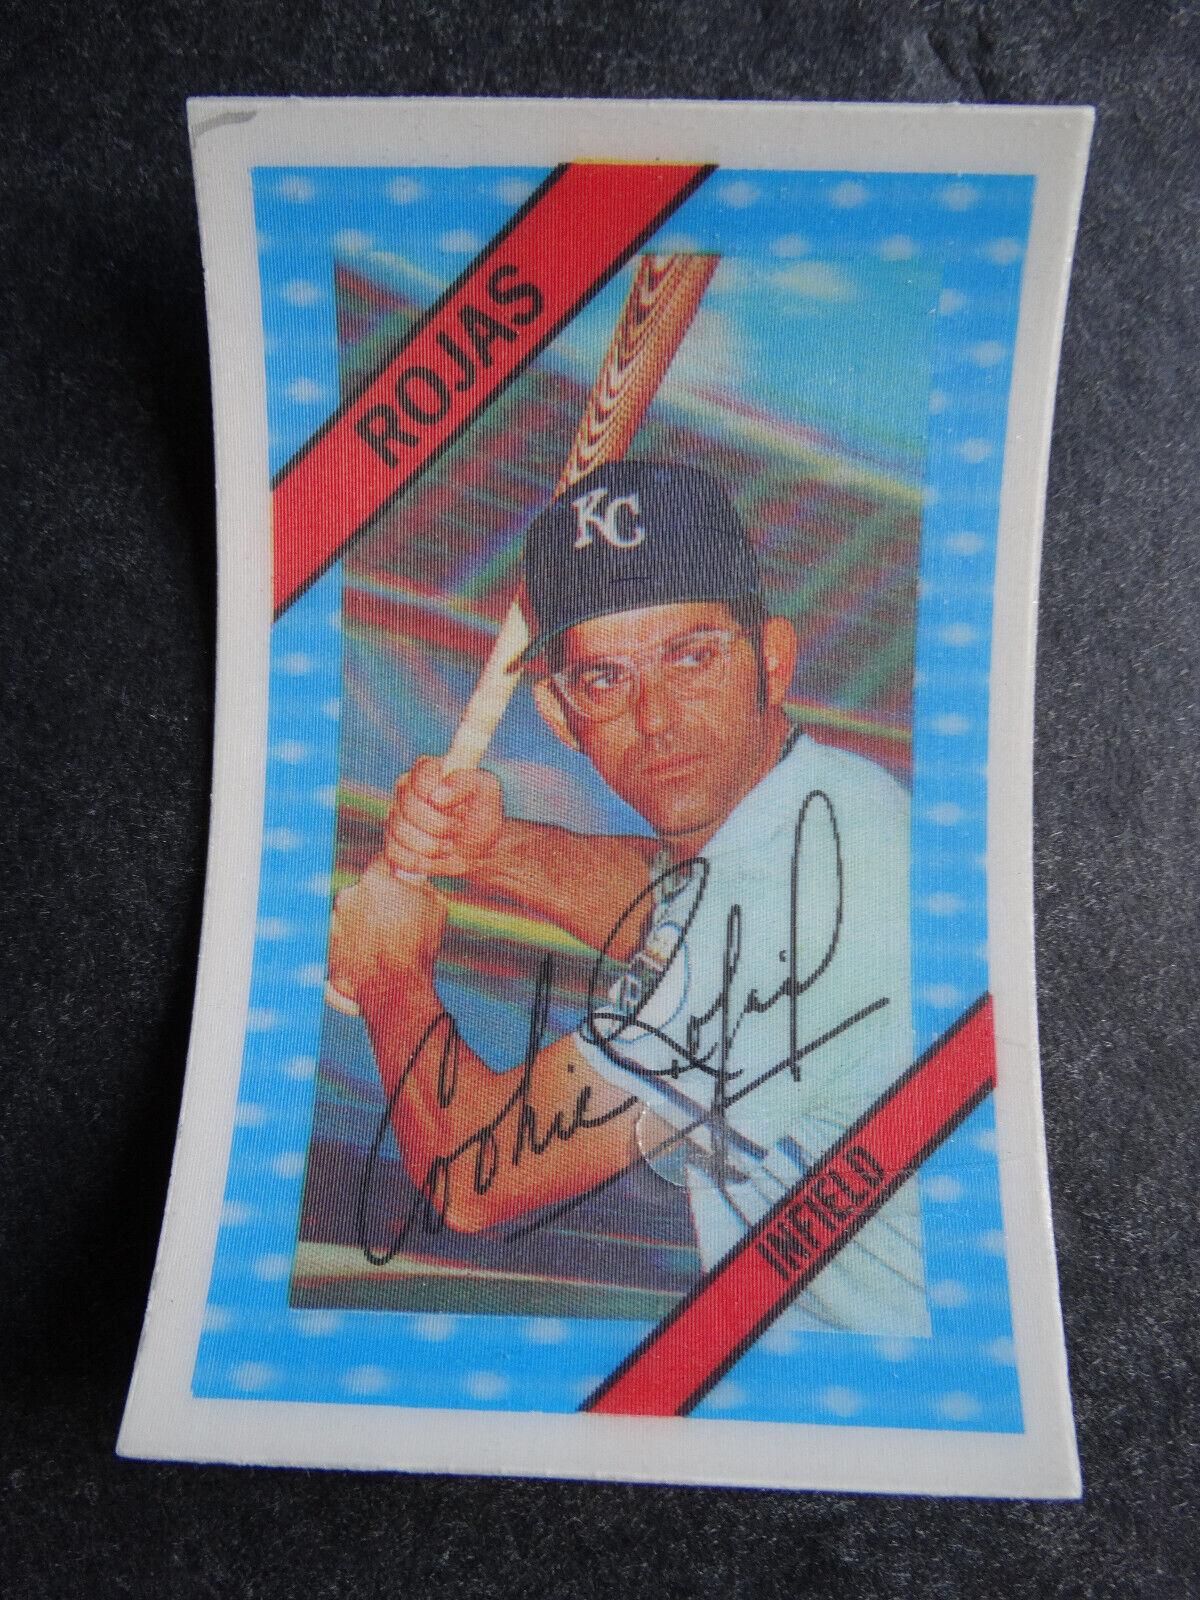 ROJAS
KC
Cookie Rojas
INFIELD